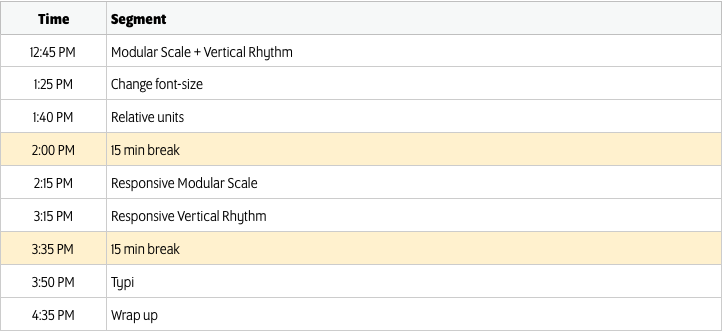 Time Segment
12:45 PM Modular Scale + Vertical Rhythm
1:25 PM Change font-size
1:40 PM Relative units
2:00 PM 15 min break
2:15 PM Responsive Modular Scale
3:15 PM Responsive Vertical Rhythm
3:35 PM 15 min break
3:50 PM Typi
4:35 PM Wrap up